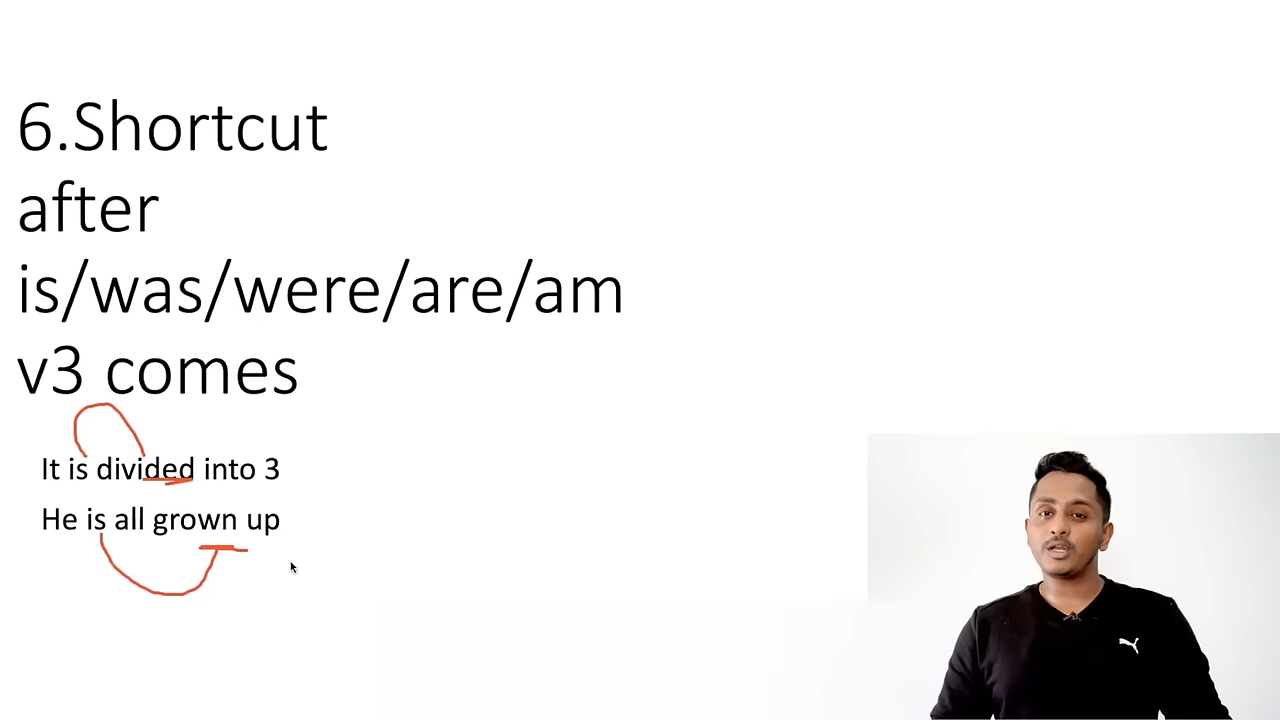 6.Shortcut
after
is/was/were/are/am
v3 comes
It is divided into 3
He is all grown up